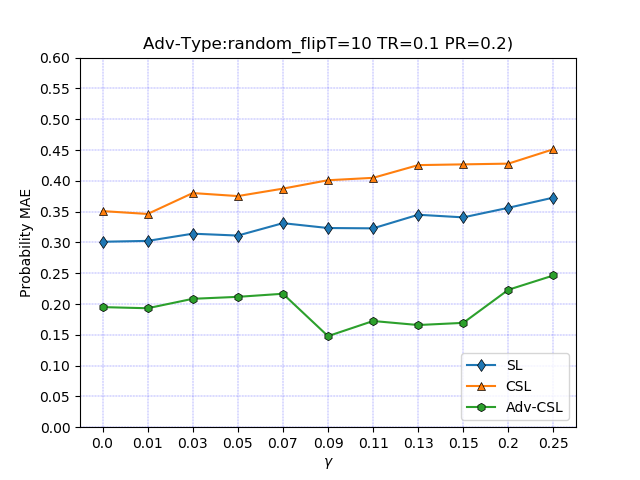 Adv-Type:random_flipT=10 TR=0.1 PR=0.2)
Probability MAE
0.60
0.55
0.50
0.45
0.40
0.35
0.30
0.25
0.20
0.15
0.10
0.05
0.00
SL
CSL
Adv-CSL
0.0 0.01 0.03 0.05 0.07 0.09 0.11 0.13 0.15 0.2 0.25
γ